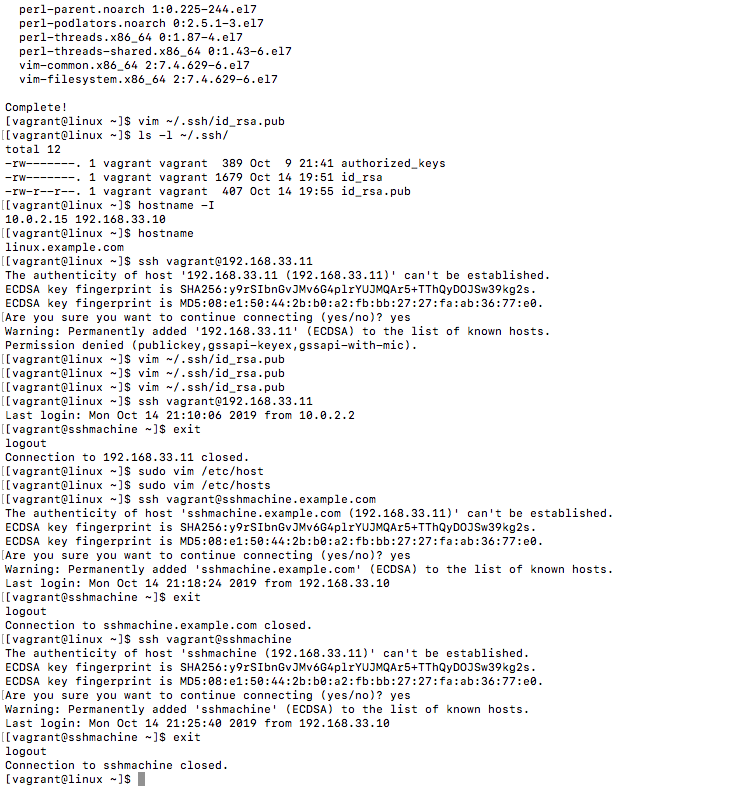 perl-parent.noarch 1:0.225-244.el7
perl-podlators.noarch 0:2.5.1-3.el7
perl-threads.x86_64 0:1.87-4.el7
perl-threads-shared.x86_64 0:1.43-6.el7
vim-common.x86_64 2:7.4.629-6.el7
vim-filesystem.x86_64 2:7.4.629-6.el7

Complete!
[vagrant@linux ~]$ vim ~/.ssh/id_rsa.pub
[[vagrant@linux ~]$ ls -l ~/.ssh/
total 12
-rw-------. 1 vagrant vagrant  389 Oct  9 21:41 authorized_keys
-rw-------. 1 vagrant vagrant 1679 Oct 14 19:51 id_rsa
-rw-r--r--. 1 vagrant vagrant  407 Oct 14 19:55 id_rsa.pub
[[vagrant@linux ~]$ hostname -I
10.0.2.15 192.168.33.10
[[vagrant@linux ~]$ hostname
linux.example.com
[[vagrant@linux ~]$ ssh vagrant@192.168.33.11
The authenticity of host '192.168.33.11 (192.168.33.11)' can't be established.
ECDSA key fingerprint is SHA256:y9rSIbnGvJMv6G4plrYUJMQAr5+TThQyDOJSw39kg2s.
ECDSA key fingerprint is MD5:08:e1:50:44:2b:b0:a2:fb:bb:27:27:fa:ab:36:77:e0.
[Are you sure you want to continue connecting (yes/no)? yes
Warning: Permanently added '192.168.33.11' (ECDSA) to the list of known hosts.
Permission denied (publickey,gssapi-keyex,gssapi-with-mic).
[[vagrant@linux ~]$ vim ~/.ssh/id_rsa.pub
[[vagrant@linux ~]$ vim ~/.ssh/id_rsa.pub
[[vagrant@linux ~]$ vim ~/.ssh/id_rsa.pub
[[vagrant@linux ~]$ ssh vagrant@192.168.33.11
Last login: Mon Oct 14 21:10:06 2019 from 10.0.2.2
[[vagrant@sshmachine ~]$ exit
logout
Connection to 192.168.33.11 closed.
[[vagrant@linux ~]$ sudo vim /etc/host
[[vagrant@linux ~]$ sudo vim /etc/hosts
[[vagrant@linux ~]$ ssh vagrant@sshmachine.example.com
The authenticity of host 'sshmachine.example.com (192.168.33.11)' can't be established.
ECDSA key fingerprint is SHA256:y9rSIbnGvJMv6G4plrYUJMQAr5+TThQyDOJSw39kg2s.
ECDSA key fingerprint is MD5:08:e1:50:44:2b:b0:a2:fb:bb:27:27:fa:ab:36:77:e0.
[Are you sure you want to continue connecting (yes/no)? yes
Warning: Permanently added 'sshmachine.example.com' (ECDSA) to the list of known hosts.
Last login: Mon Oct 14 21:18:24 2019 from 192.168.33.10
[[vagrant@sshmachine ~]$ exit
logout
Connection to sshmachine.example.com closed.
[[vagrant@linux ~]$ ssh vagrant@sshmachine
The authenticity of host 'sshmachine (192.168.33.11)' can't be established.
ECDSA key fingerprint is SHA256:y9rSIbnGvJMv6G4plrYUJMQAr5+TThQyDOJSw39kg2s.
ECDSA key fingerprint is MD5:08:e1:50:44:2b:b0:a2:fb:bb:27:27:fa:ab:36:77:e0.
[Are you sure you want to continue connecting (yes/no)? yes
Warning: Permanently added 'sshmachine' (ECDSA) to the list of known hosts.
Last login: Mon Oct 14 21:25:40 2019 from 192.168.33.10
[[vagrant@sshmachine ~]$ exit
logout
Connection to sshmachine closed.
[vagrant@linux ~]$